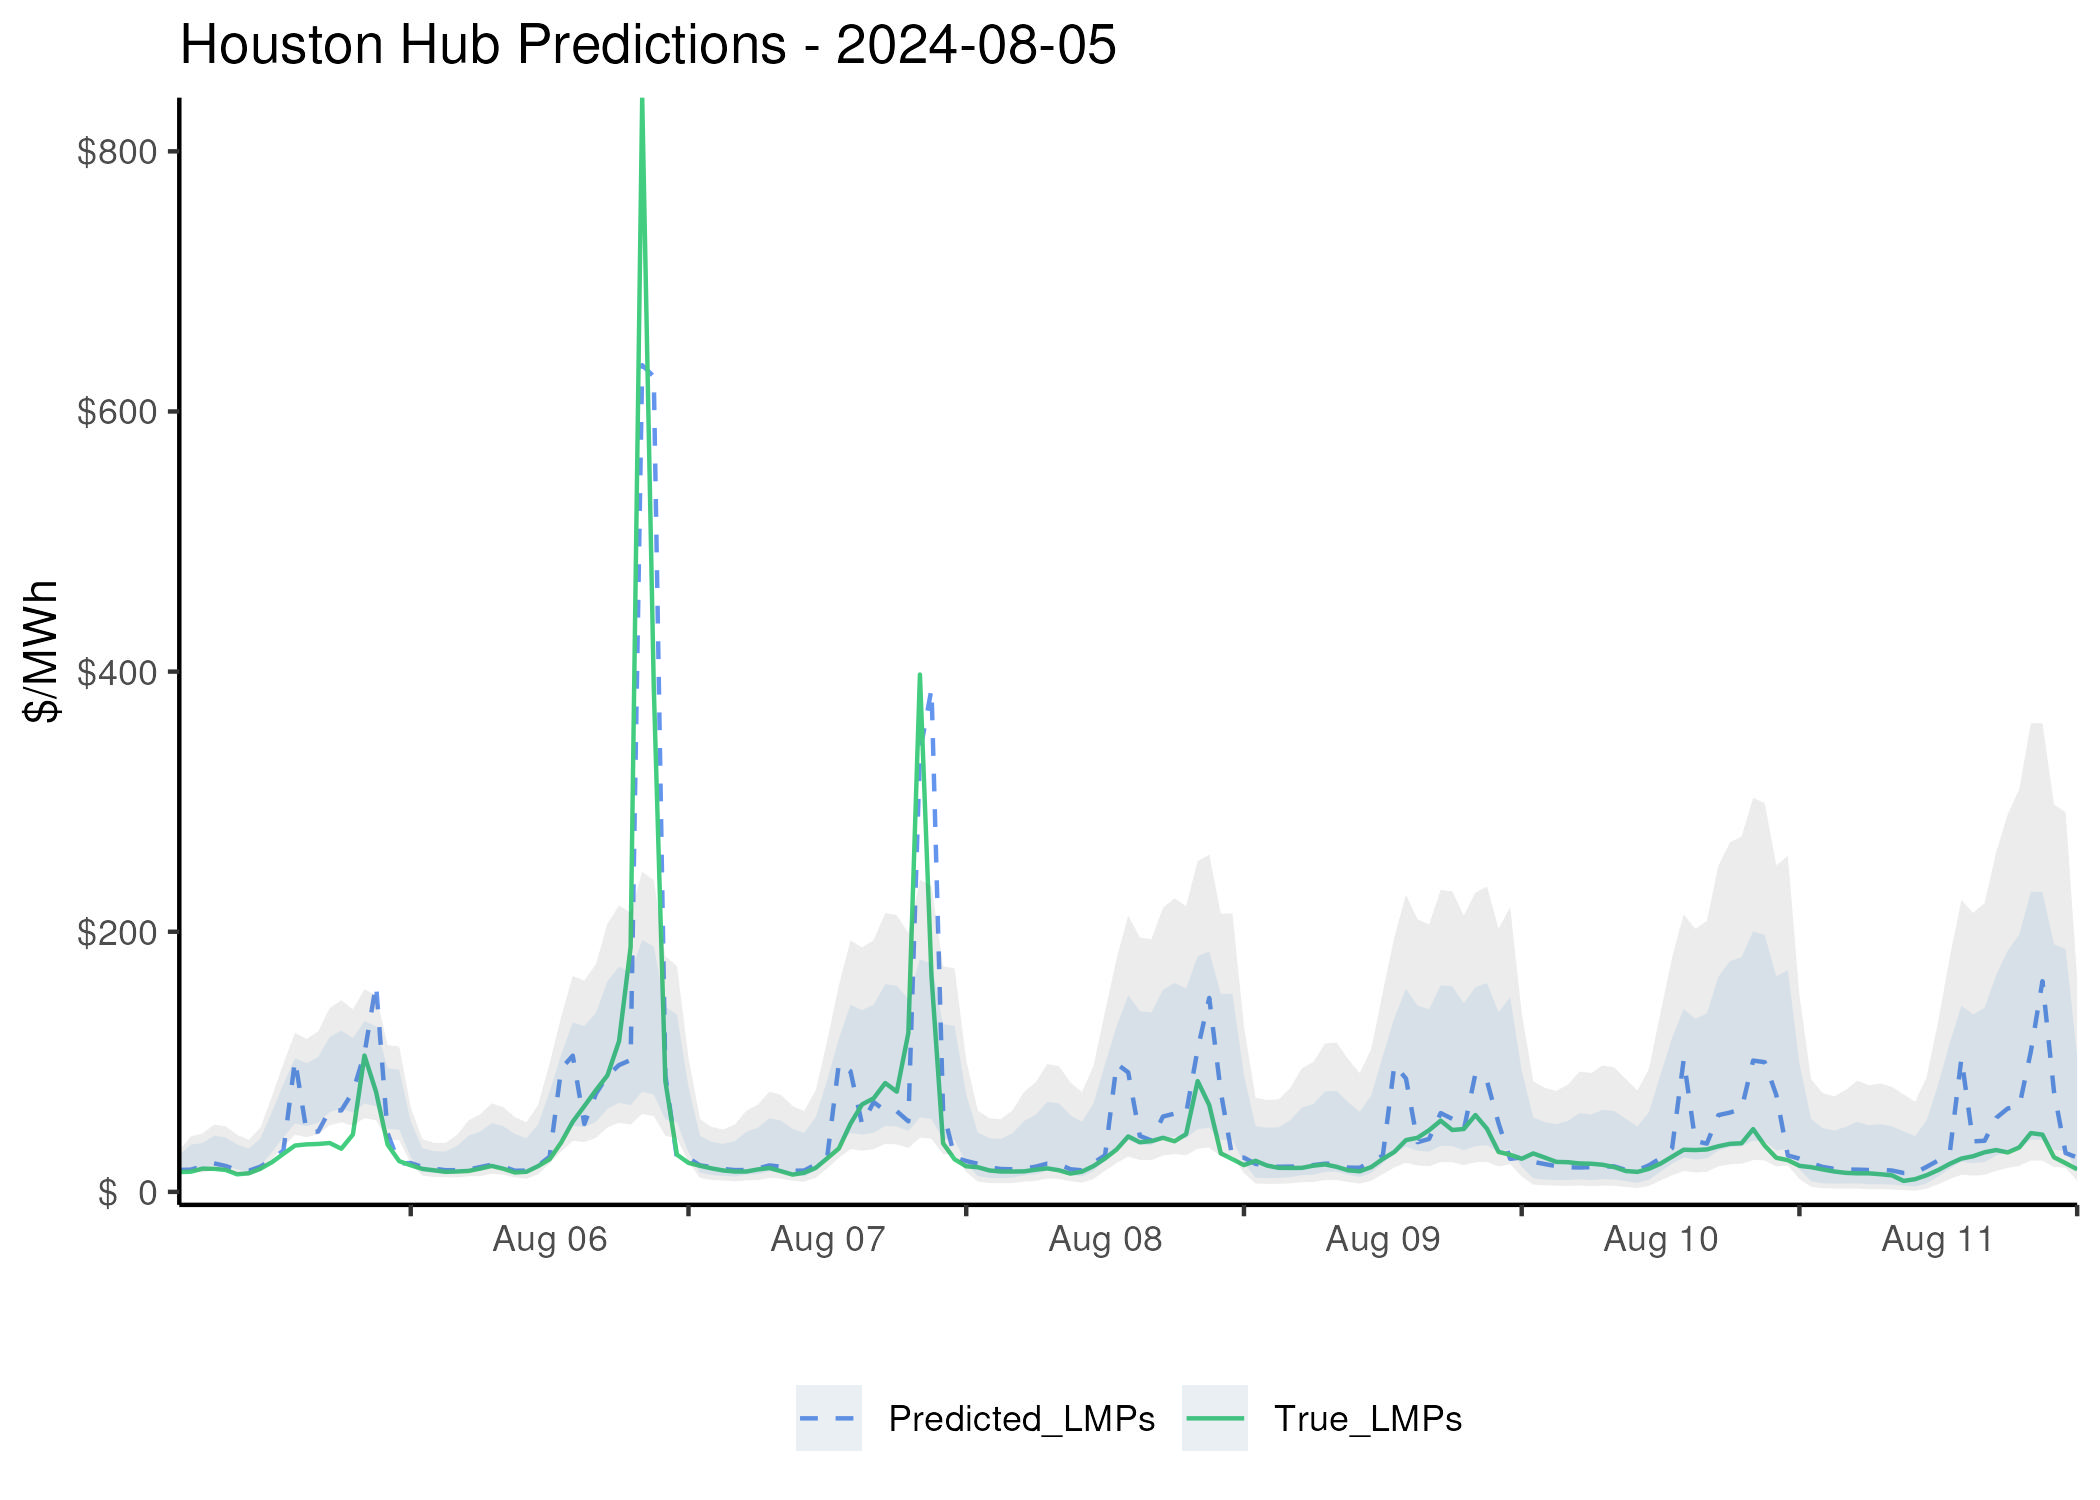 Houston Hub Predictions - 2024-08-05
$800
$600
$400
$200
$ 0
$/MWh
Aug 06 Aug 07 Aug 08 Aug 09 Aug 10 Aug 11
Predicted_LMPs True_LMPs